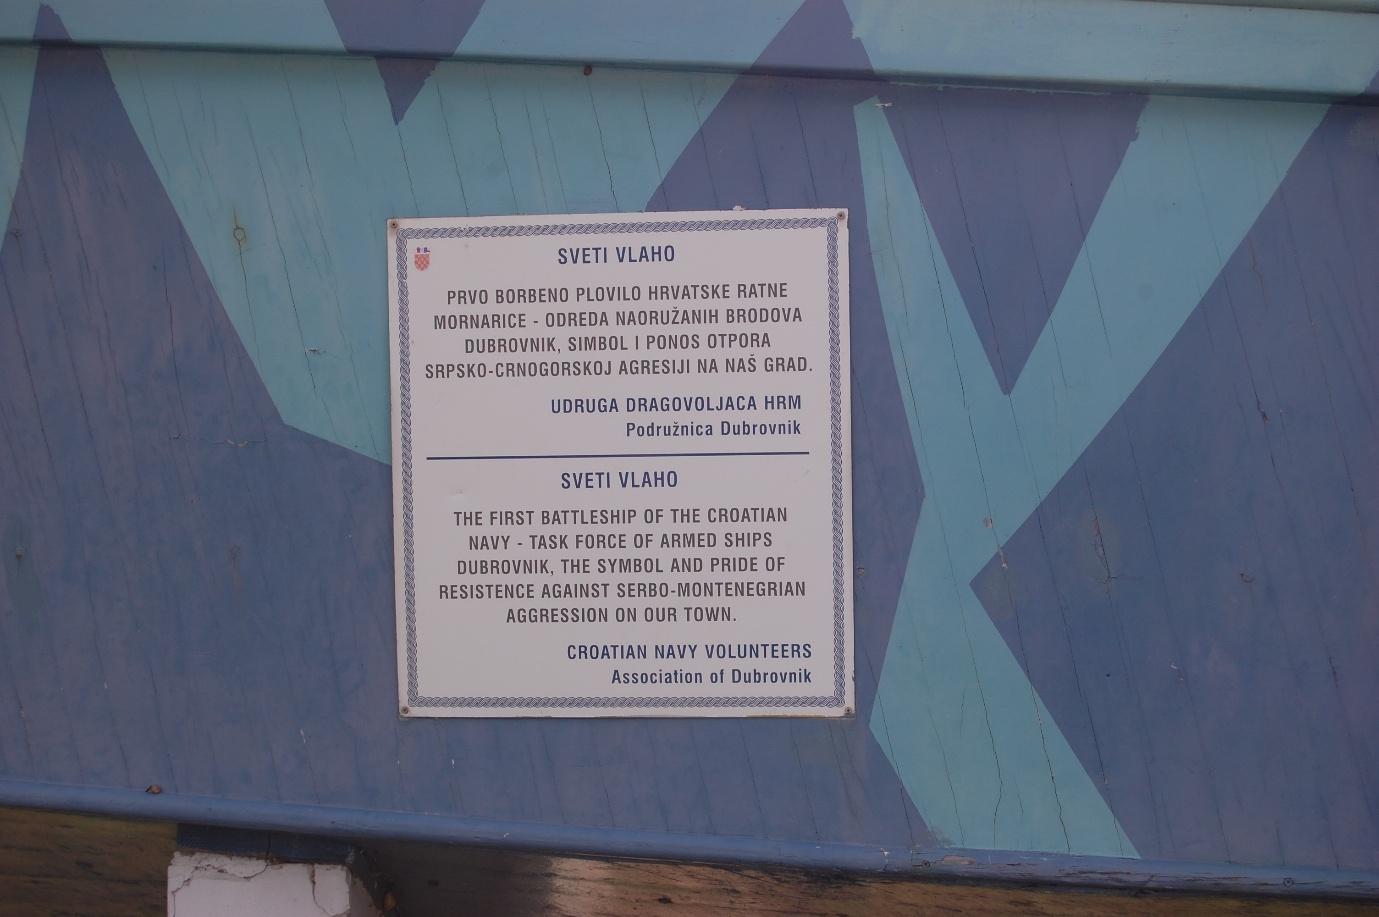 SVETI VLAHO
PRVO BORBENO PLOVILO HRVATSKE RATNE
MORNARICE - ODREDA NAORUŽANIH BRODOVA
DUBROVNIK, SIMBOL I PONOS OTPORA
SRPSKO-CRNOGORSKOJ AGRESIJI NA NAŠ GRAD.
UDRUGA DRAGOVOLJACA HRM
Podružnica Dubrovnik
SVETI VLAHO
THE FIRST BATTLESHIP OF THE CROATIAN
NAVY - TASK FORCE OF ARMED SHIPS
DUBROVNIK, THE SYMBOL AND PRIDE OF
RESISTENCE AGAINST SERBO-MONTENEGRIAN
AGGRESSION ON OUR TOWN.
CROATIAN NAVY VOLUNTEERS
Association of Dubrovnik